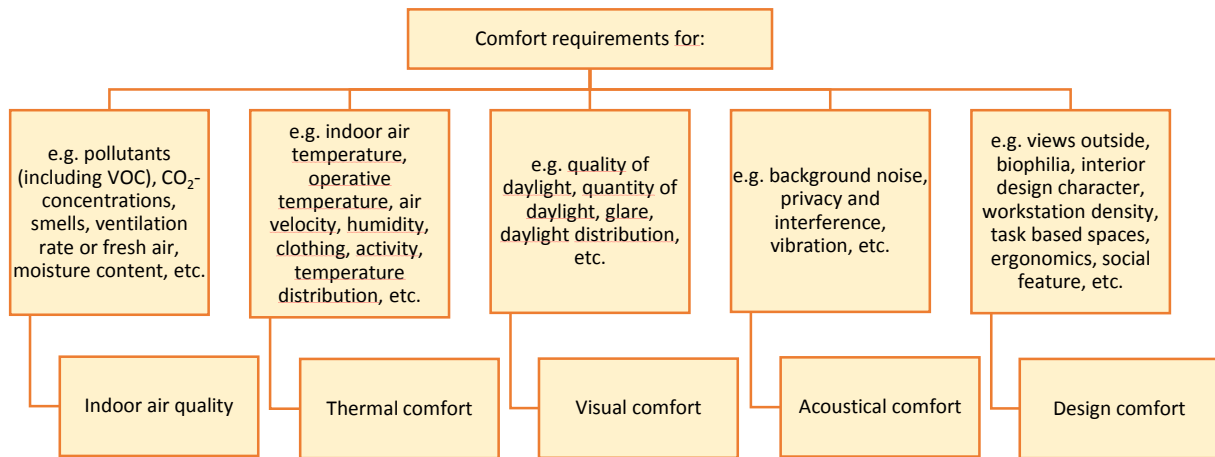 Comfort requirements for:
e.g. pollutants
(including VOC), CO₂-
concentrations,
smells, ventilation
rate or fresh air,
moisture content, etc.
e.g. indoor air
temperature,
operative
temperature, air
velocity, humidity,
clothing, activity,
temperature
distribution, etc.
e.g. quality of
daylight, quantity of
daylight, glare,
daylight distribution,
etc.
e.g. background noise,
privacy and
interference,
vibration, etc.
e.g. views outside,
biophilia, interior
design character,
workstation density,
task based spaces,
ergonomics, social
feature, etc.
Indoor air quality
Thermal comfort
Visual comfort
Acoustical comfort
Design comfort